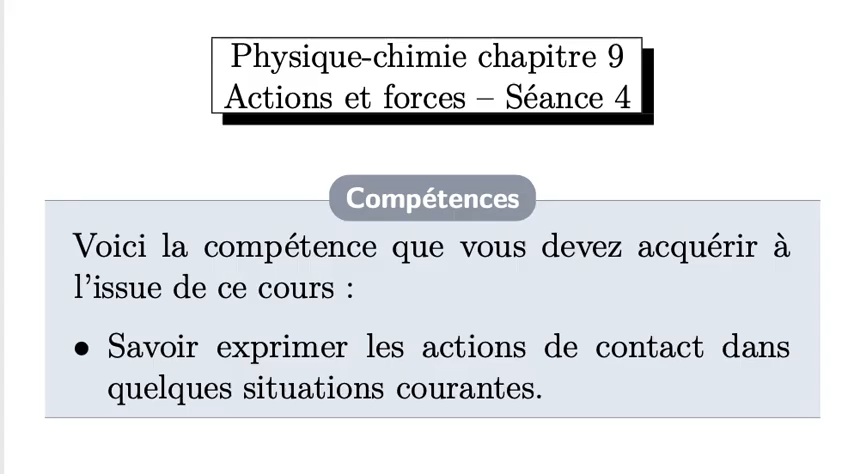 Physique-chimie chapitre 9
Actions et forces – Séance 4
Compétences
Voici la compétence que vous devez acquérir à
l'issue de ce cours :
• Savoir exprimer les actions de contact dans
quelques situations courantes.